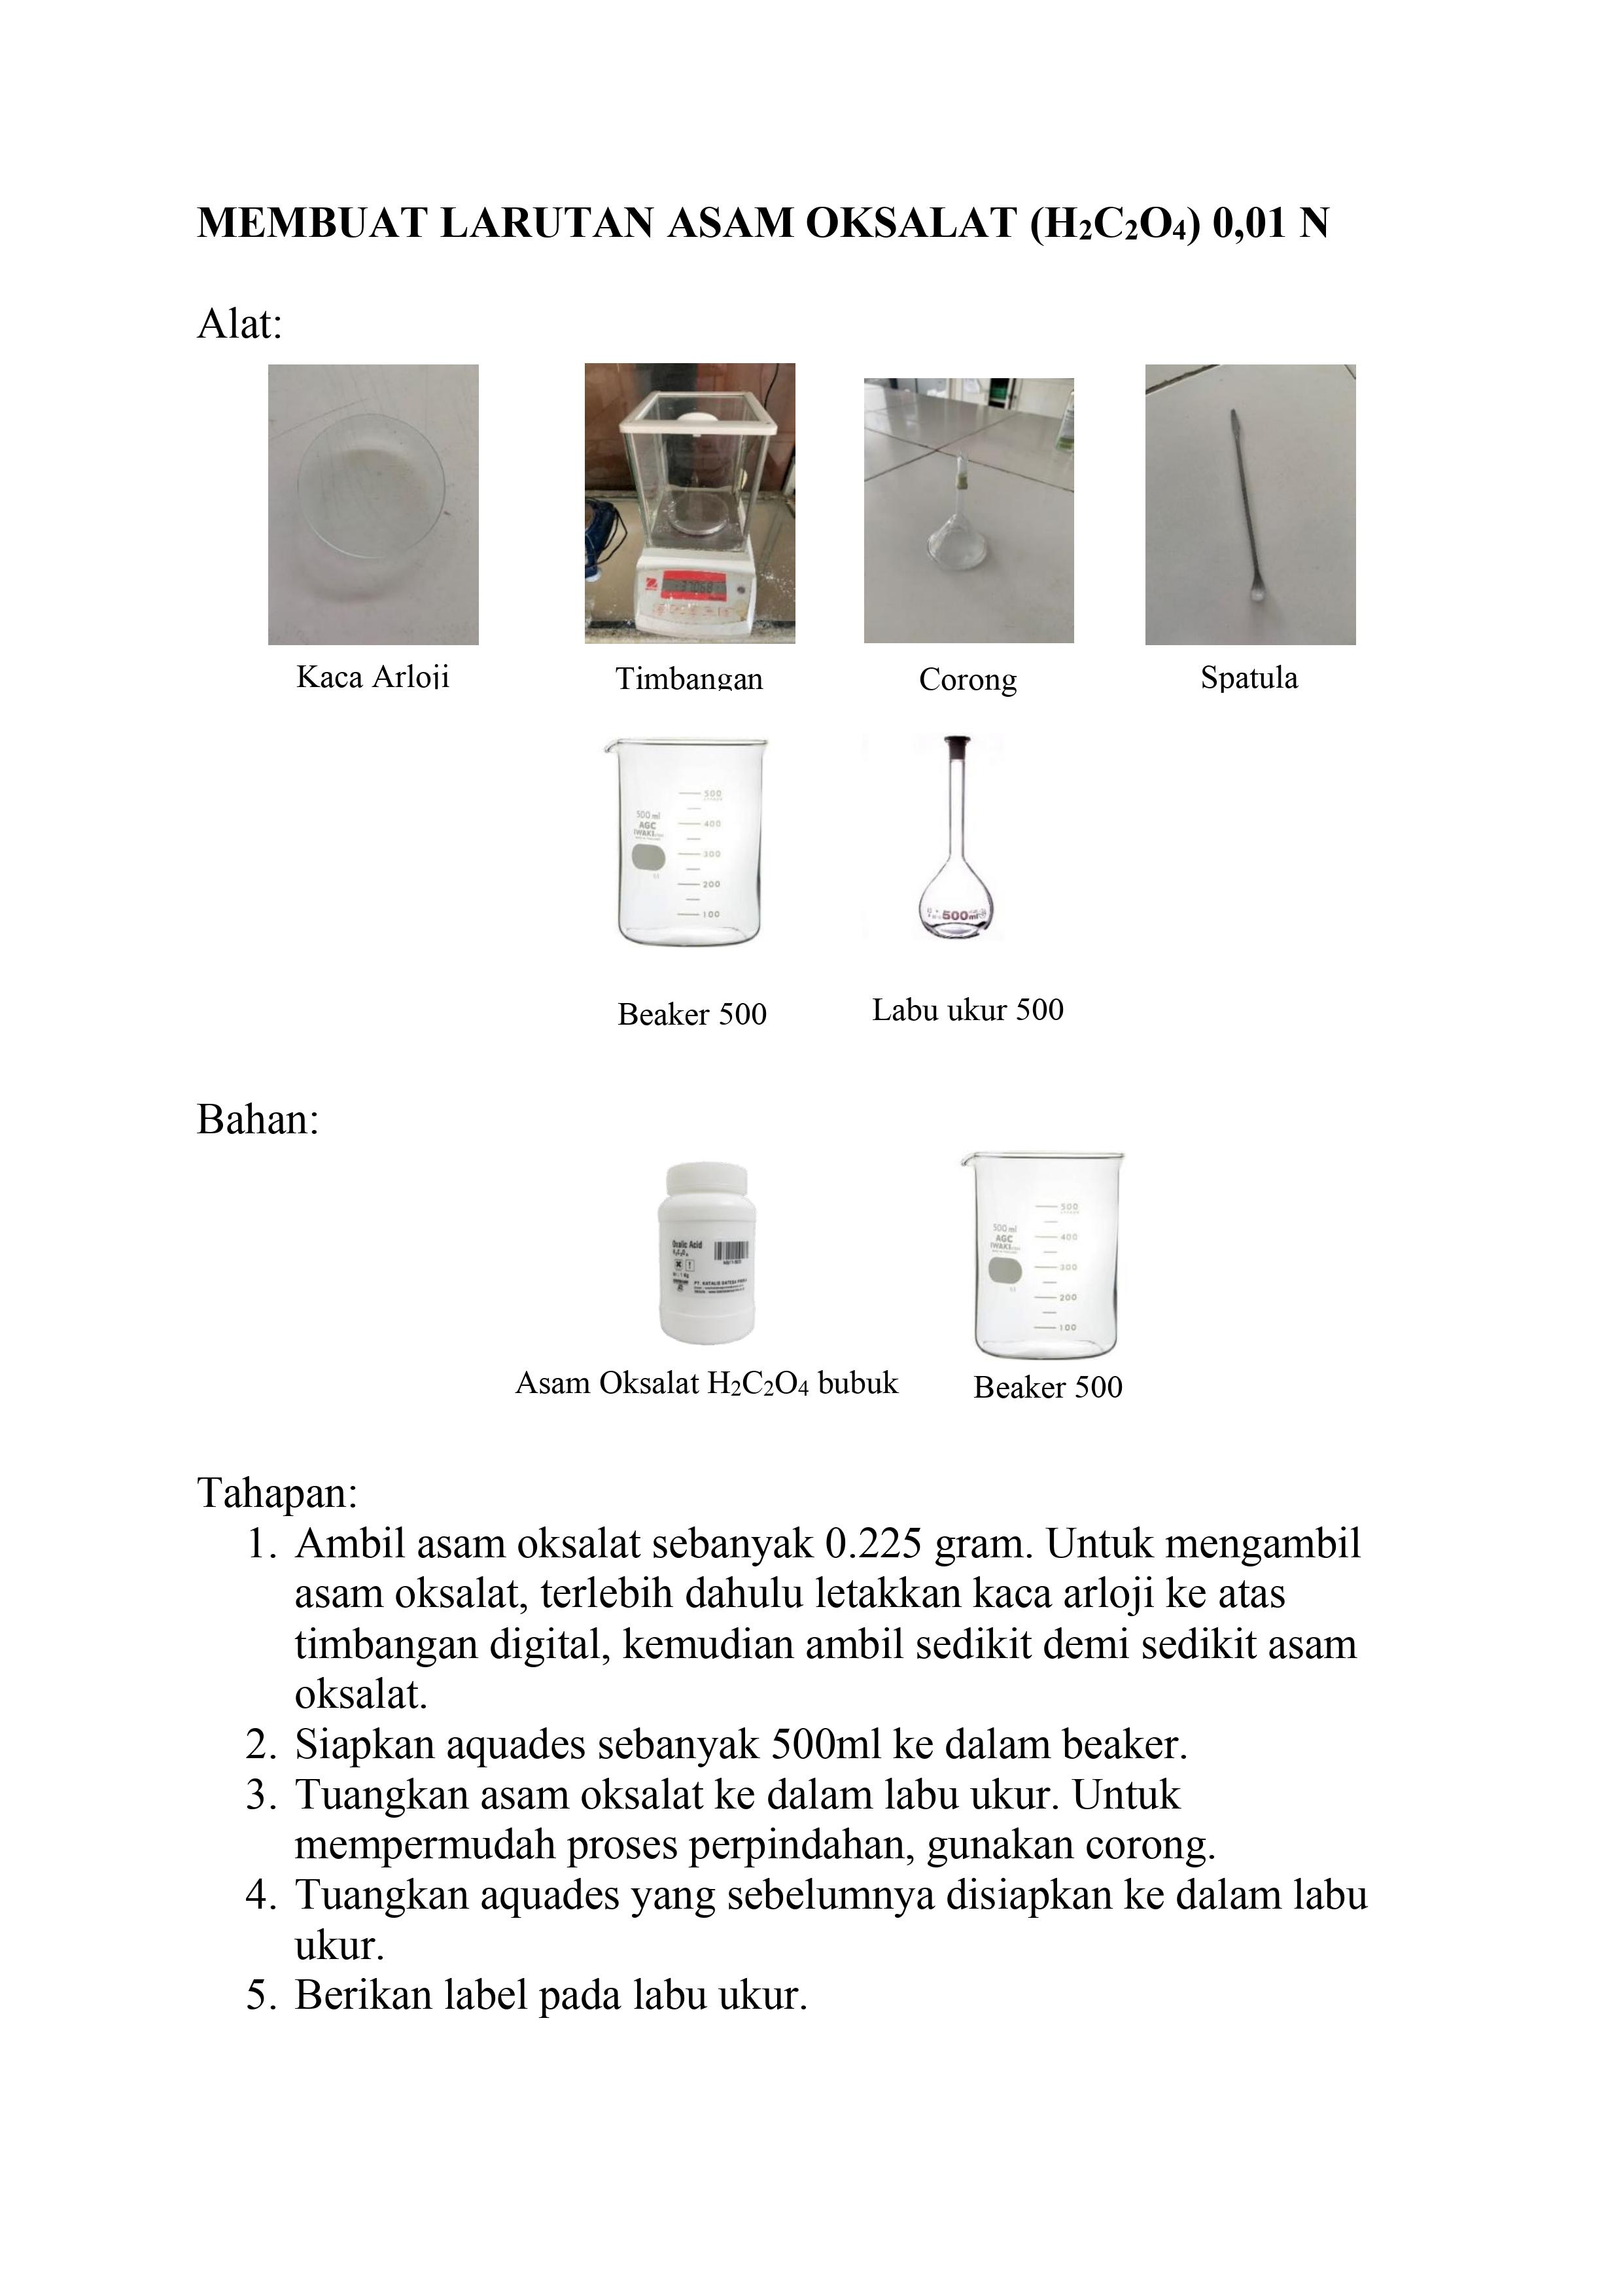 MEMBUAT LARUTAN ASAM OKSALAT (H₂C₂O₄) 0,01 N
Alat:
Kaca Arloji
Timbangan
Corong
Spatula
500
500 ml
AGC
IWAKI
400
300
200
100
500ml
Beaker 500
Labu ukur 500
Bahan:
Oxalic Acid
500
500 ml
AGC
IWAKI
400
300
200
100
Asam Oksalat H₂C₂O₄ bubuk
Beaker 500
Tahapan:
1. Ambil asam oksalat sebanyak 0.225 gram. Untuk mengambil
asam oksalat, terlebih dahulu letakkan kaca arloji ke atas
timbangan digital, kemudian ambil sedikit demi sedikit asam
oksalat.
2. Siapkan aquades sebanyak 500ml ke dalam beaker.
3. Tuangkan asam oksalat ke dalam labu ukur. Untuk
mempermudah proses perpindahan, gunakan corong.
4. Tuangkan aquades yang sebelumnya disiapkan ke dalam labu
ukur.
5. Berikan label pada labu ukur.